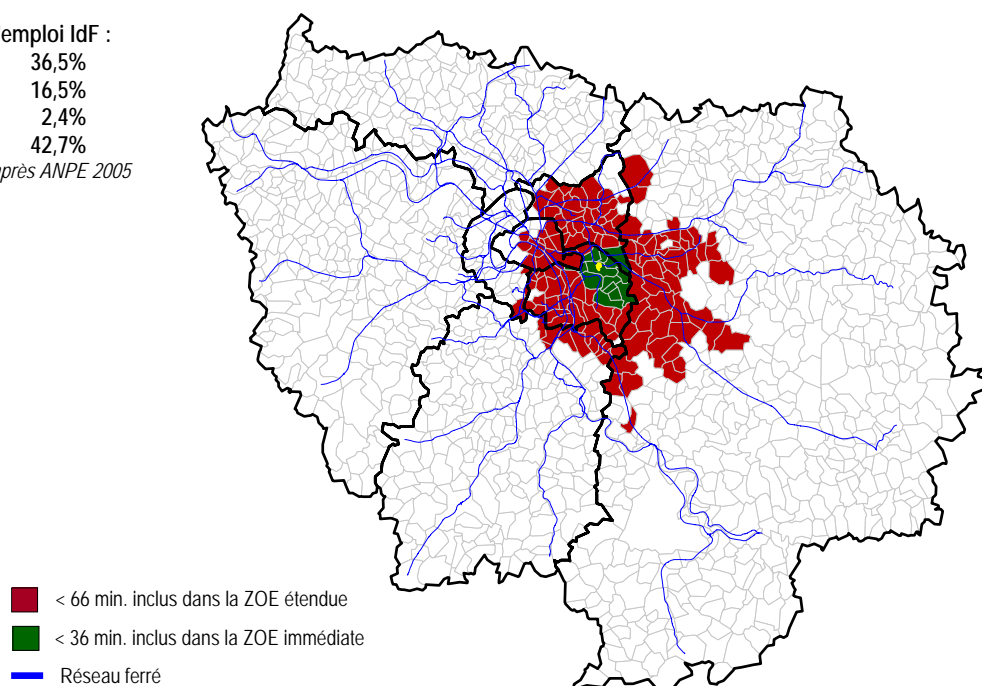 emploi IdF :
36,5%
16,5%
2,4%
42,7%
ANPE 2005
< 66 min. inclus dans la ZOE étendue
< 36 min. inclus dans la ZOE immédiate
Réseau ferré